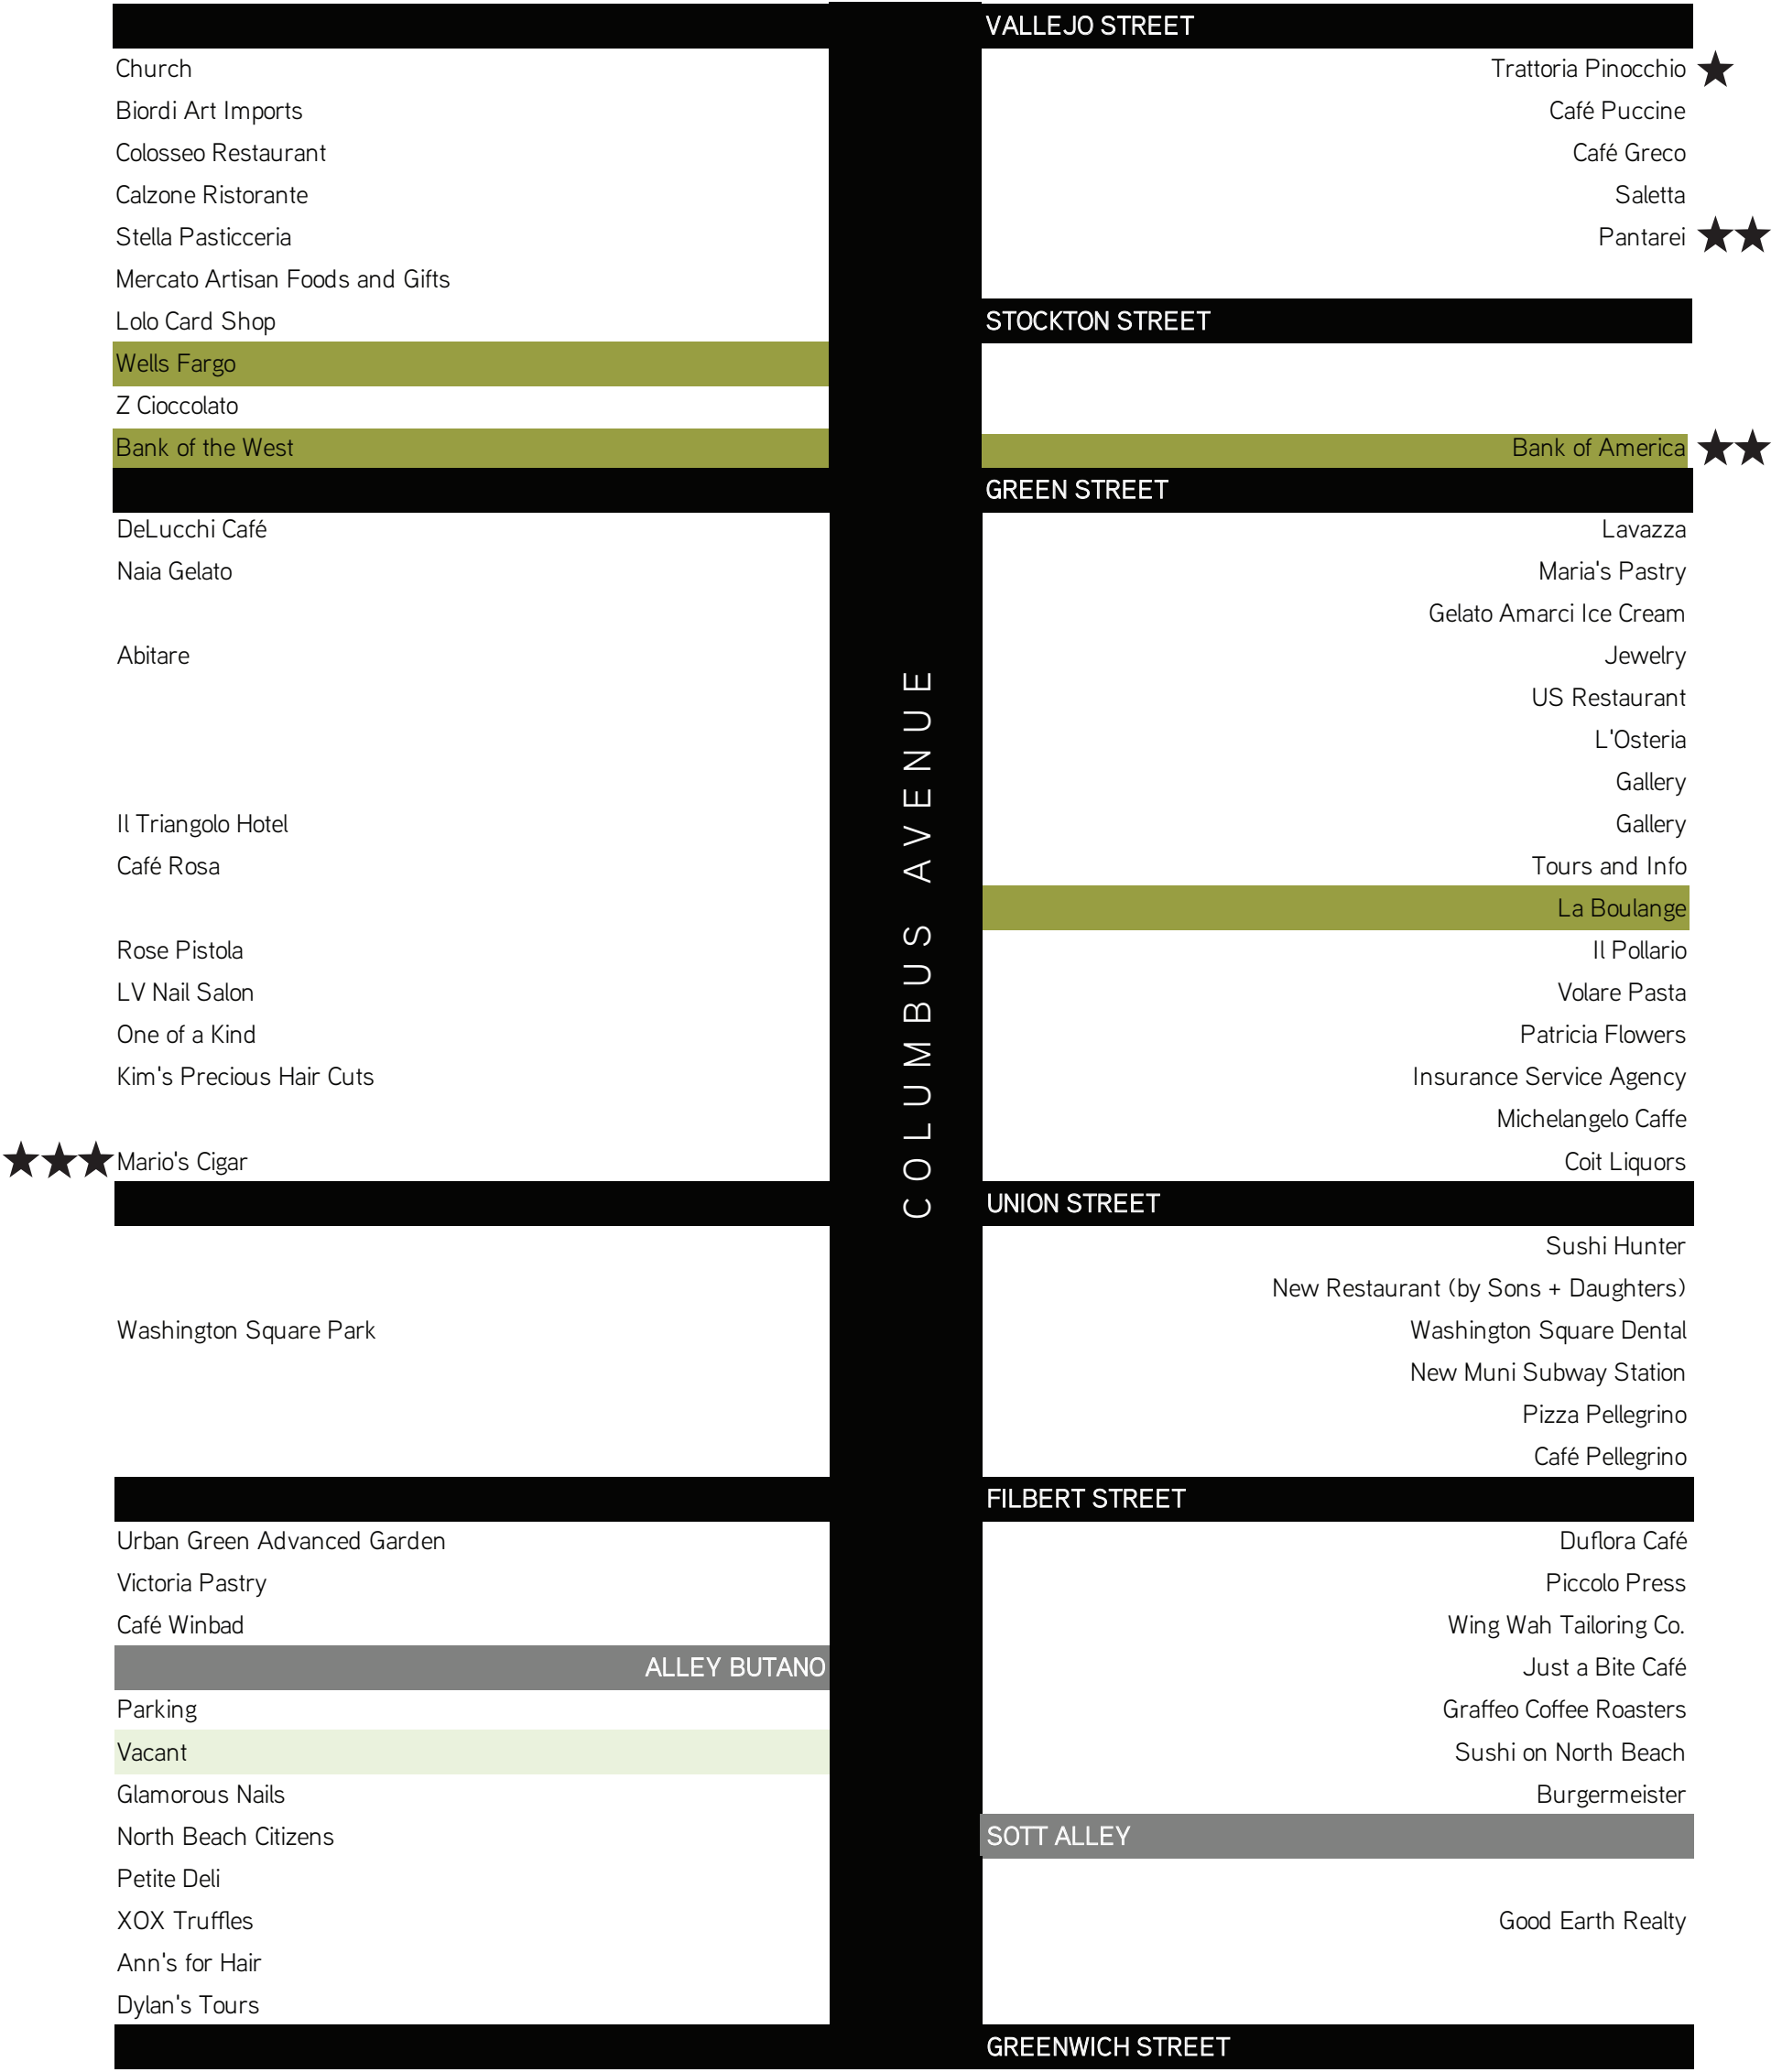 VALLEJO STREET
Church
Trattoria Pinocchio
Biordi Art Imports
Café Puccine
Colosseo Restaurant
Café Greco
Calzone Ristorante
Saletta
Stella Pasticceria
Pantarei
Mercato Artisan Foods and Gifts
Lolo Card Shop
STOCKTON STREET
Wells Fargo
Z Cioccolato
Bank of the West
Bank of America
GREEN STREET
DeLucchi Café
Lavazza
Naia Gelato
Maria's Pastry
Gelato Amarci Ice Cream
Abitare
Jewelry
US Restaurant
L'Osteria
Gallery
Il Triangolo Hotel
Gallery
Café Rosa
Tours and Info
La Boulange
Rose Pistola
Il Pollario
LV Nail Salon
Volare Pasta
One of a Kind
Patricia Flowers
Kim's Precious Hair Cuts
Insurance Service Agency
Michelangelo Caffe
Mario's Cigar
Coit Liquors
COLUMBUS AVENUE
UNION STREET
Sushi Hunter
New Restaurant (by Sons + Daughters)
Washington Square Park
Washington Square Dental
New Muni Subway Station
Pizza Pellegrino
Café Pellegrino
FILBERT STREET
Urban Green Advanced Garden
Duflora Café
Victoria Pastry
Piccolo Press
Café Winbad
Wing Wah Tailoring Co.
ALLEY BUTANO
Just a Bite Café
Parking
Graffeo Coffee Roasters
Vacant
Sushi on North Beach
Glamorous Nails
Burgermeister
North Beach Citizens
SOTT ALLEY
Petite Deli
XOX Truffles
Good Earth Realty
Ann's for Hair
Dylan's Tours
GREENWICH STREET